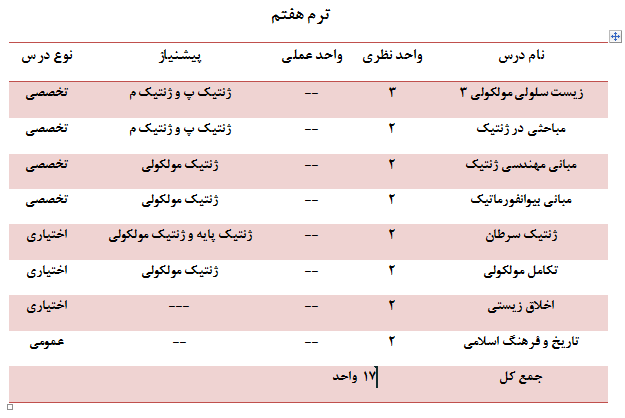 ترم هفتم
نام درس واحد نظری واحد عملی پیشنیاز نوع درس
زیست سلولی مولکولی ۳ ۳ -- ژنتیک پ و ژنتیک م تخصصی
مباحثی در ژنتیک ۲ -- ژنتیک پ و ژنتیک م تخصصی
مبانی مهندسی ژنتیک ۲ -- ژنتیک مولکولی تخصصی
مبانی بیوانفورماتیک ۲ -- ژنتیک مولکولی تخصصی
ژنتیک سرطان ۲ -- ژنتیک پایه و ژنتیک مولکولی اختیاری
تکامل مولکولی ۲ -- ژنتیک مولکولی اختیاری
اخلاق زیستی ۲ -- --- اختیاری
تاریخ و فرهنگ اسلامی ۲ -- -- عمومی
جمع کل ۱۷ واحد